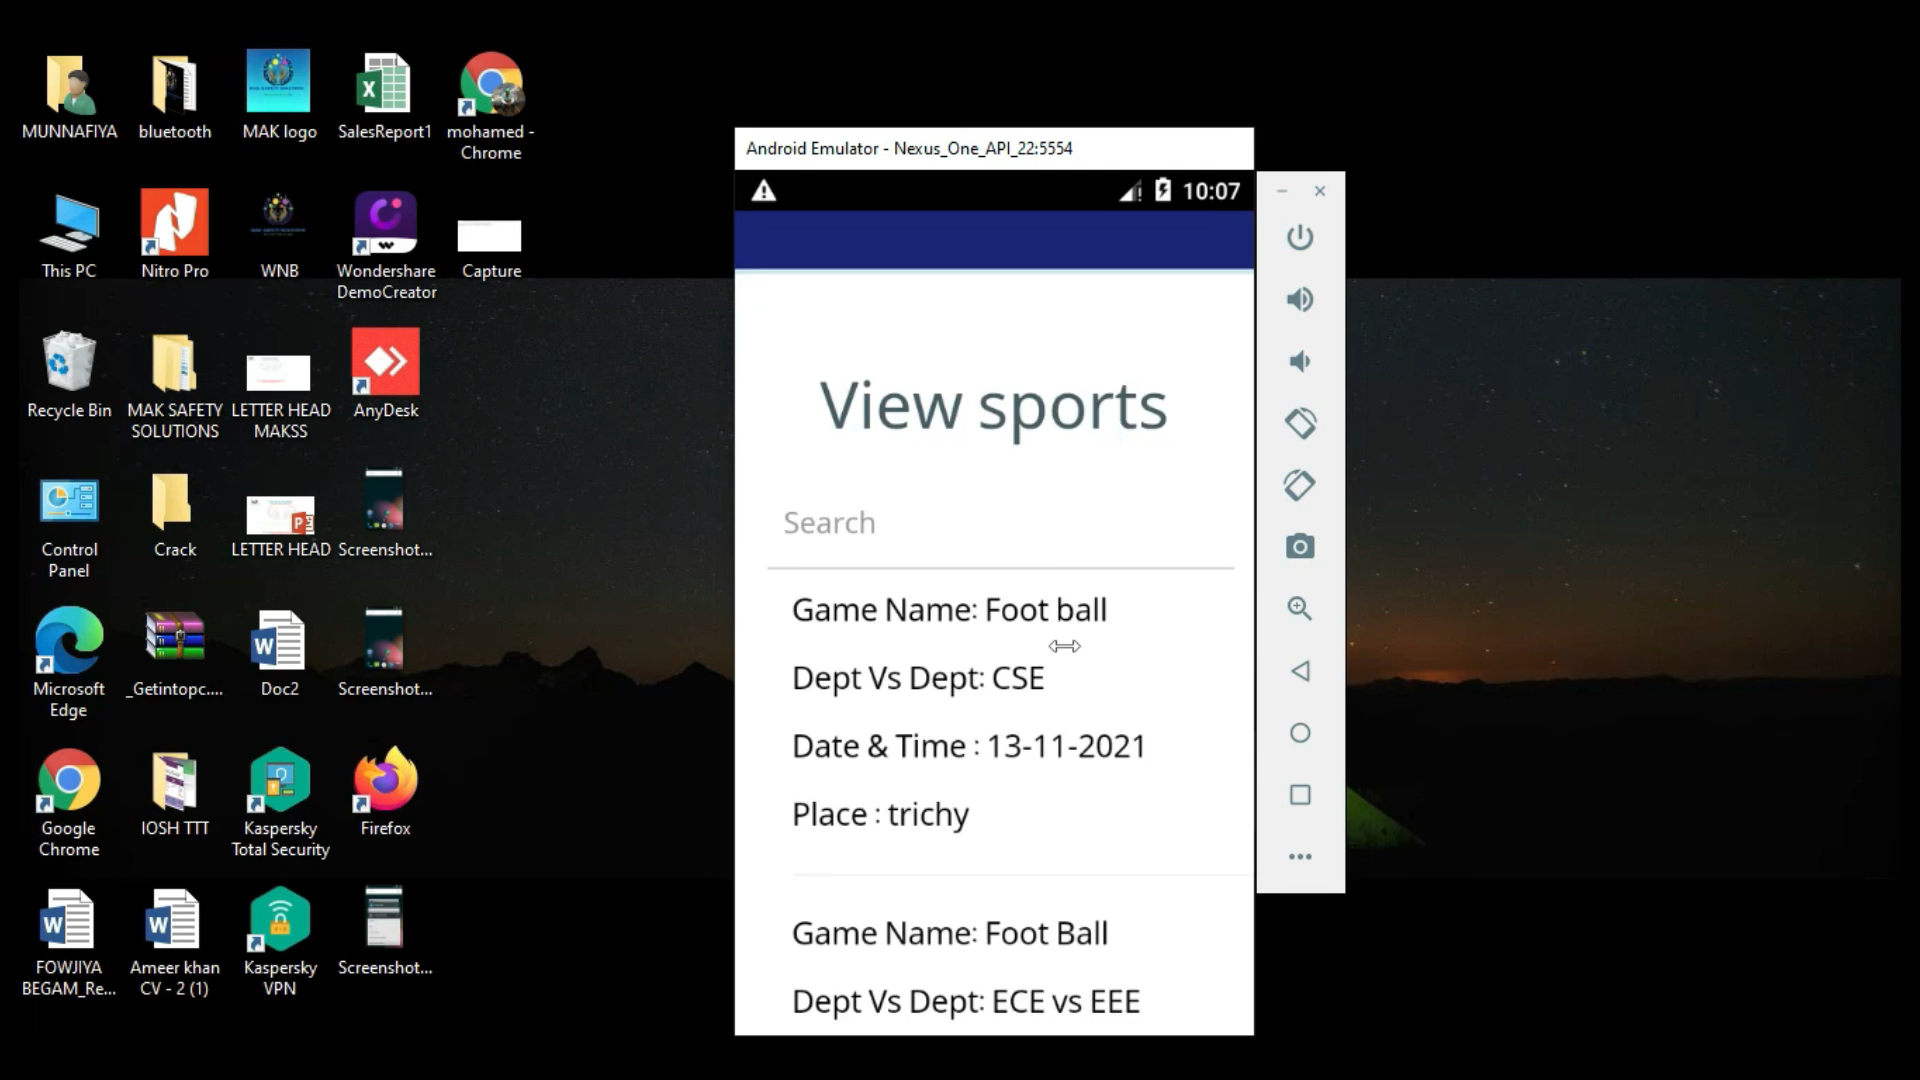 MUNNAFIYA
bluetooth
MAK logo
SalesReport1
mohamed -
Chrome
This PC
Nitro Pro
WNB
Wondershare
DemoCreator
Capture
Recycle Bin
MAK SAFETY
SOLUTIONS
LETTER HEAD
MAKSS
AnyDesk
Control
Panel
Crack
LETTER HEAD
Screenshot...
Microsoft
Edge
_Getintopc....
Doc2
Screenshot...
Google
Chrome
IOSH TTT
Kaspersky
Total Security
Firefox
FOWJIYA
BEGAM_Re...
Ameer khan
CV - 2 (1)
Kaspersky
VPN
Screenshot...
Android Emulator - Nexus_One_API_22:5554
10:07
View sports
Search
Game Name: Foot ball
Dept Vs Dept: CSE
Date & Time : 13-11-2021
Place : trichy
Game Name: Foot Ball
Dept Vs Dept: ECE vs EEE